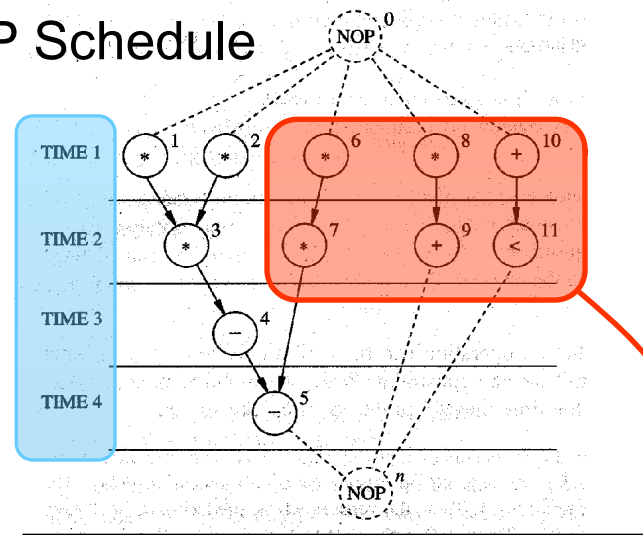 P Schedule
NOP 0
TIME 1 * 1 * 2 * 6 * 8 + 10
TIME 2 * 3 * 7 + 9 < 11
TIME 3 − 4
TIME 4 − 5
NOP n